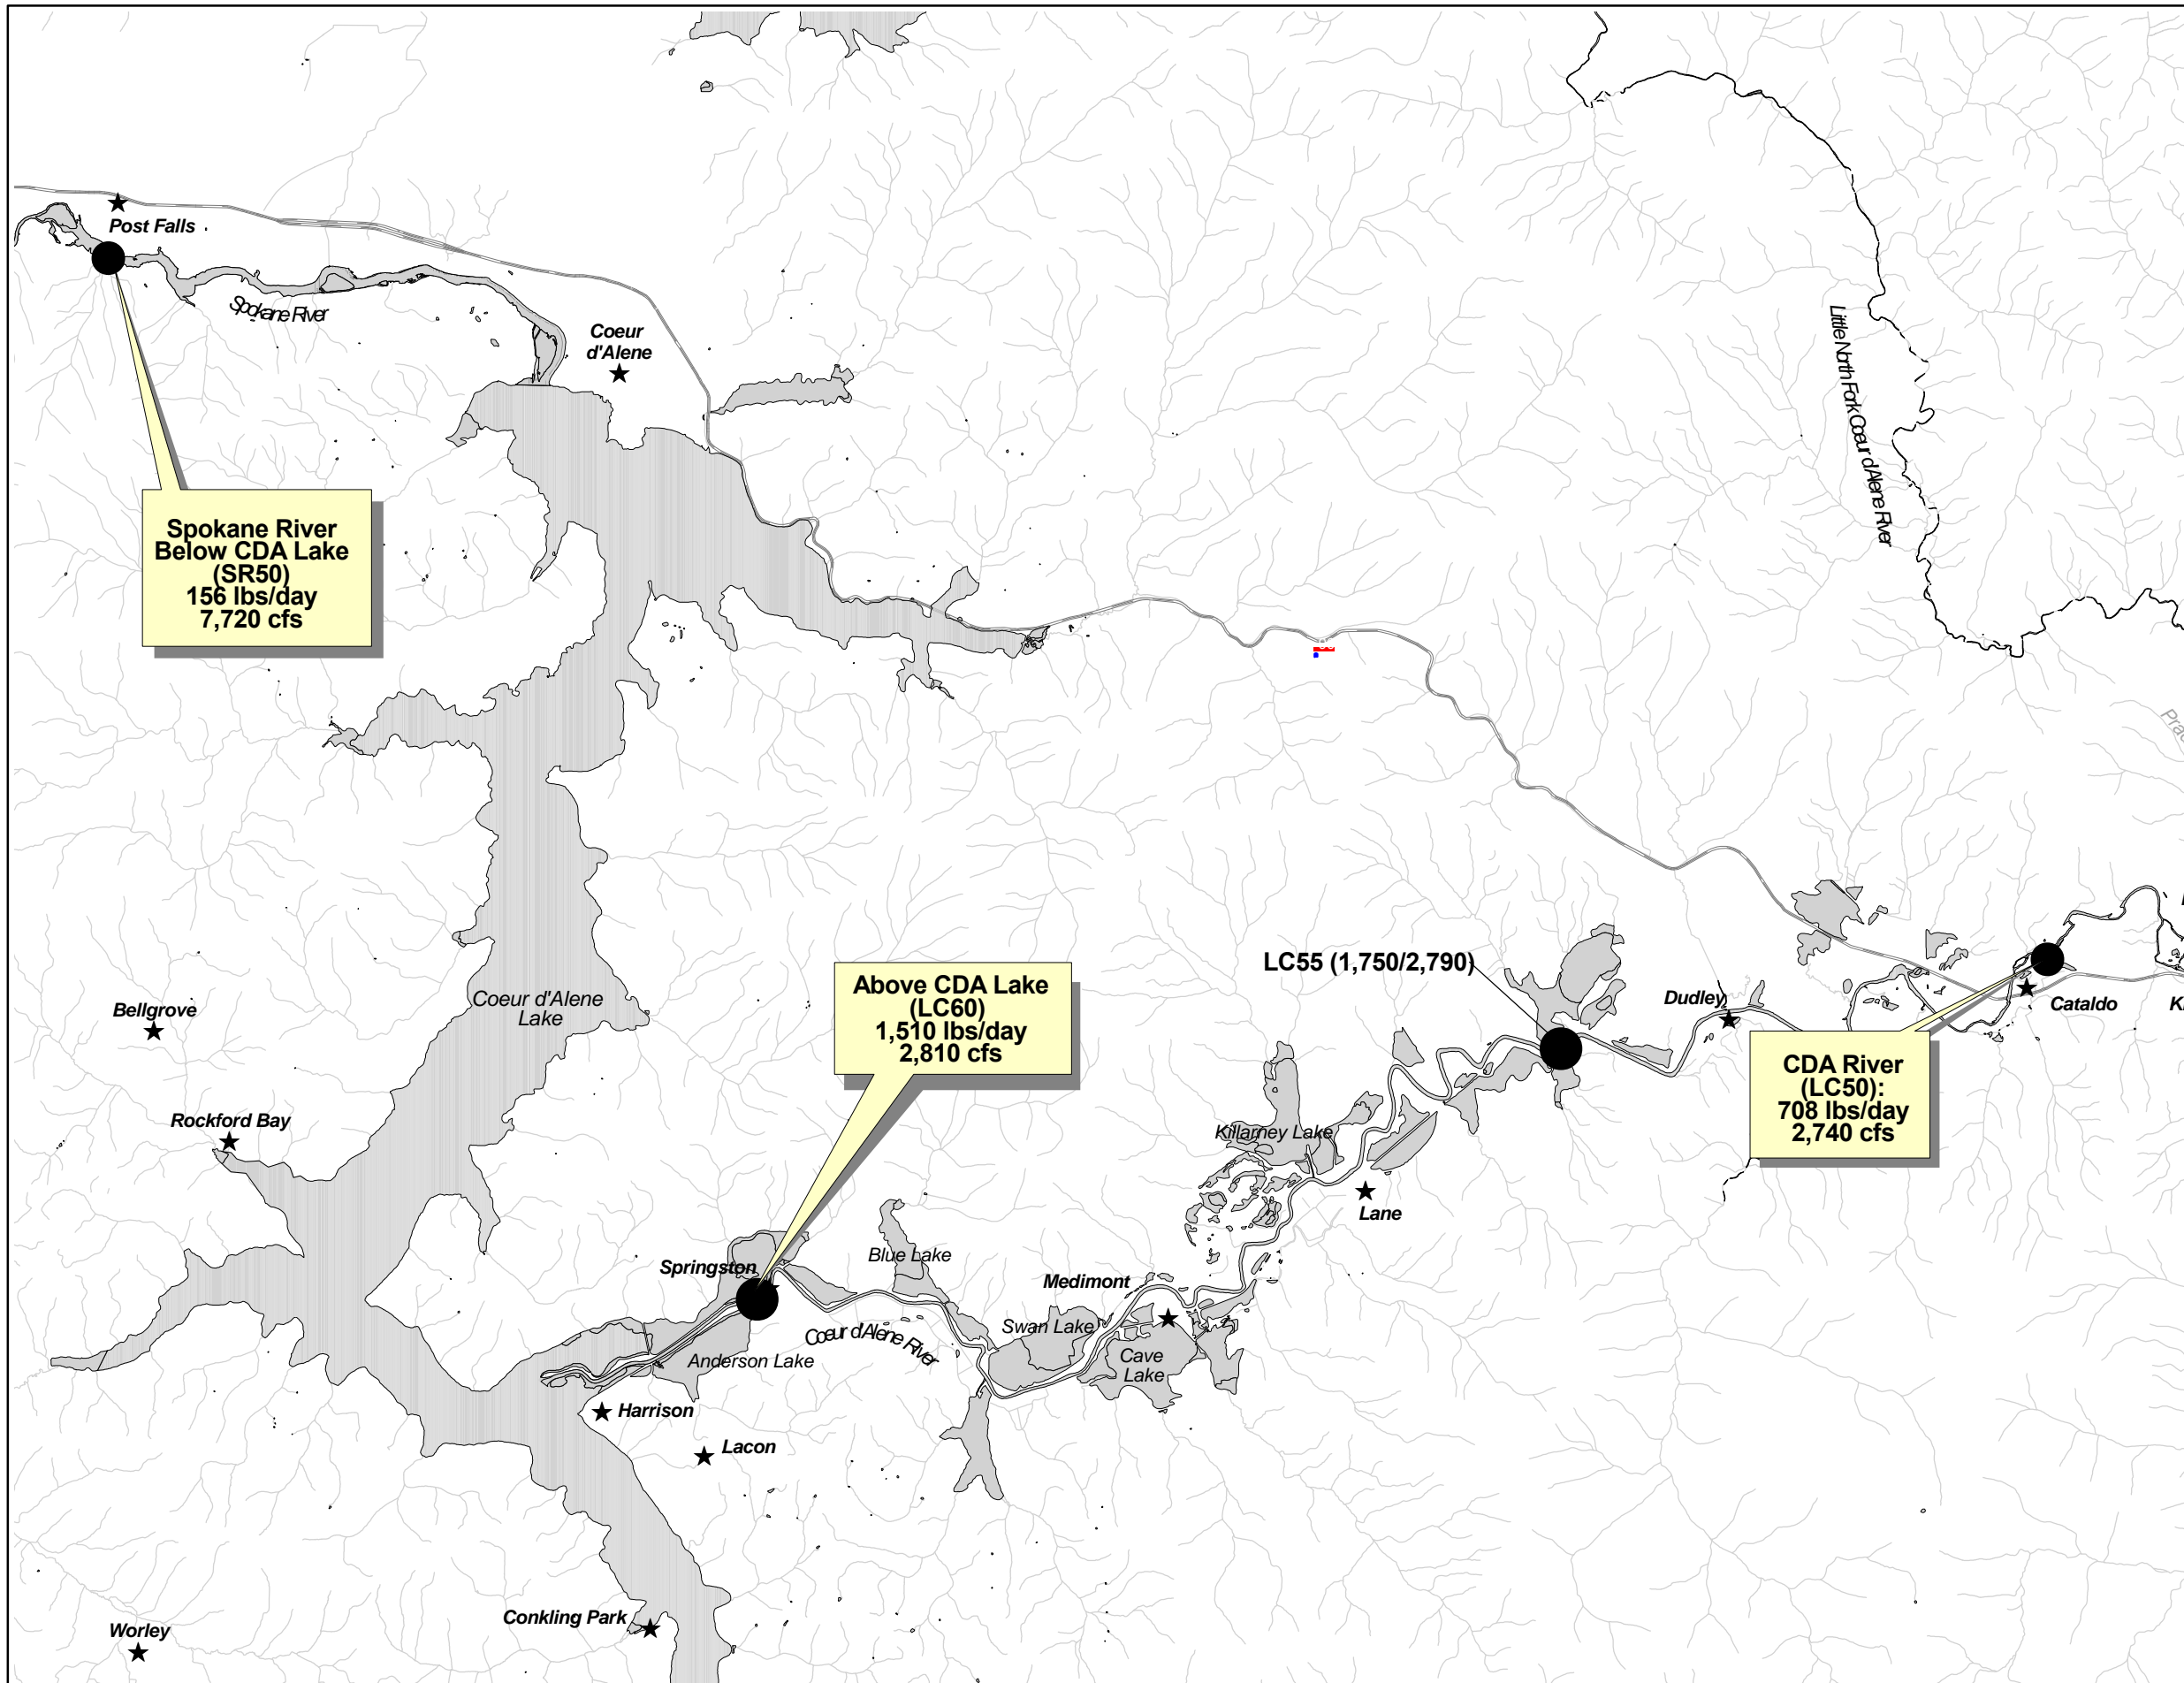 Post Falls
Spokane River
Coeur
d'Alene
Little North Fork Coeur d'Alene River
Spokane River
Below CDA Lake
(SR50)
156 lbs/day
7,720 cfs
Coeur d'Alene
Lake
Bellgrove
Rockford Bay
Above CDA Lake
(LC60)
1,510 lbs/day
2,810 cfs
LC55 (1,750/2,790)
Dudley
Cataldo
CDA River
(LC50):
708 lbs/day
2,740 cfs
Killarney Lake
Lane
Springston
Blue Lake
Medimont
Swan Lake
Coeur d'Alene River
Cave
Lake
Anderson Lake
Harrison
Lacon
Conkling Park
Worley